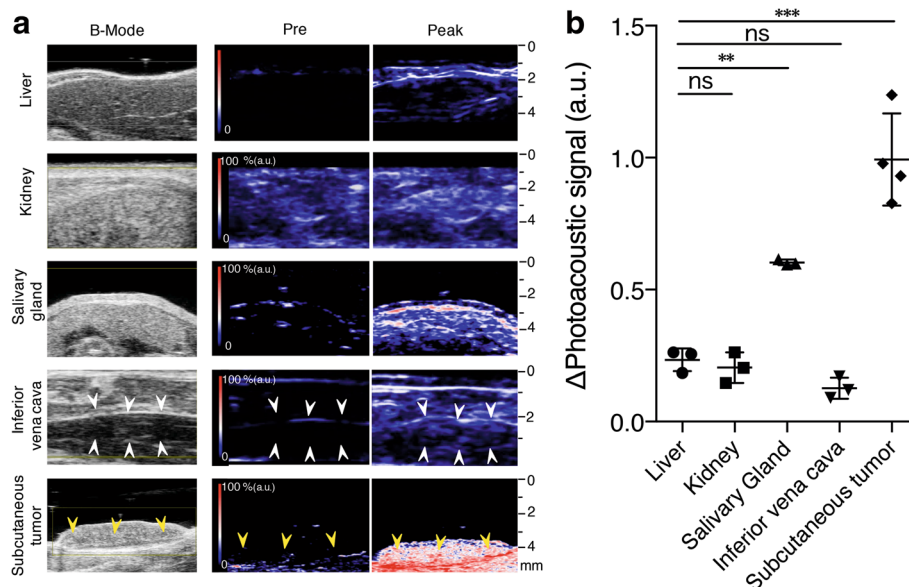 a
B-Mode
Pre
Peak
Liver
0
0
2
4
Kidney
100 %(a.u.)
0
0
2
4
Salivary
gland
100 %(a.u.)
0
0
2
4
Inferior
vena cava
100 %(a.u.)
0
0
2
Subcutaneous
tumor
100 %(a.u.)
0
0
2
4
mm
b
ΔPhotoacoustic signal (a.u.)
1.5
1.0
0.5
0.0
***
ns
**
ns
Liver
Kidney
Salivary Gland
Inferior vena cava
Subcutaneous tumor